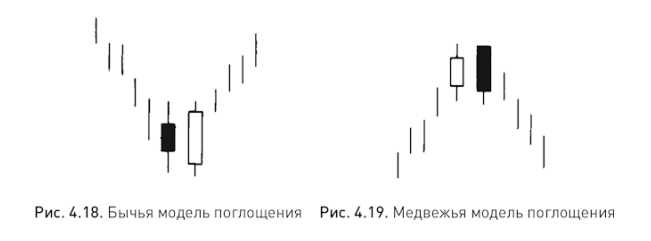 Рис. 4.18. Бычья модель поглощения
Рис. 4.19. Медвежья модель поглощения